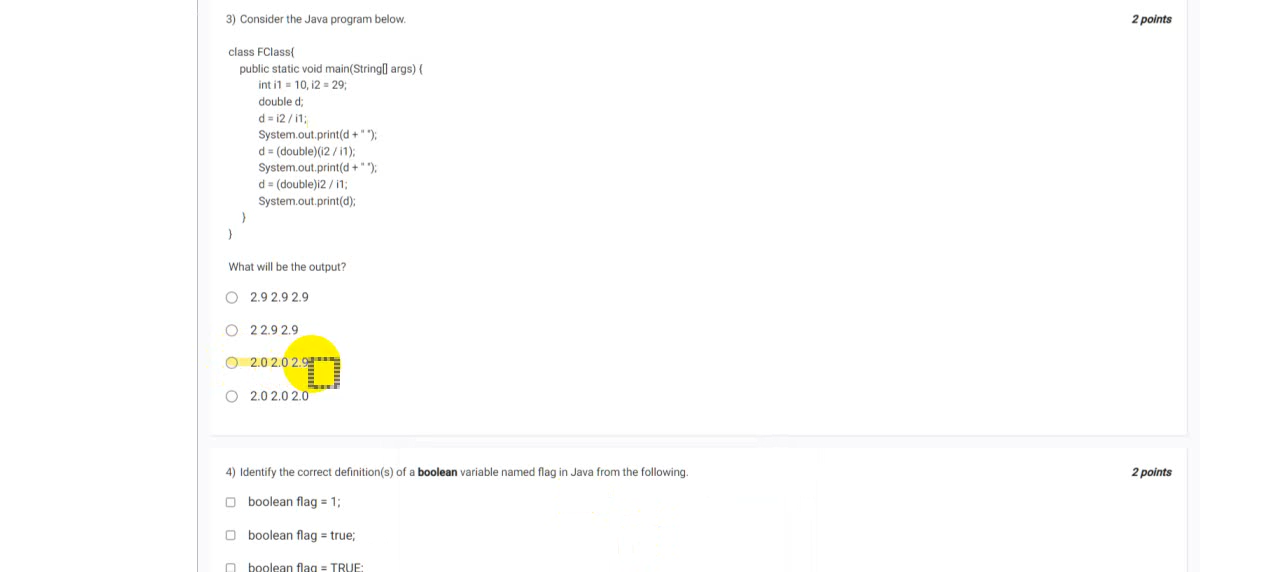 3) Consider the Java program below.
2 points
class FClass{
public static void main(String[] args) {
int i1 = 10, i2 = 29;
double d;
d = i2 / i1;
System.out.print(d + " ");
d = (double)(i2 / i1);
System.out.print(d + " ");
d = (double)i2 / i1;
System.out.print(d);
}
}
What will be the output?
2.9 2.9 2.9
2 2.9 2.9
2.0 2.0 2.9
2.0 2.0 2.0
4) Identify the correct definition(s) of a boolean variable named flag in Java from the following.
2 points
boolean flag = 1;
boolean flag = true;
boolean flag = TRUE;